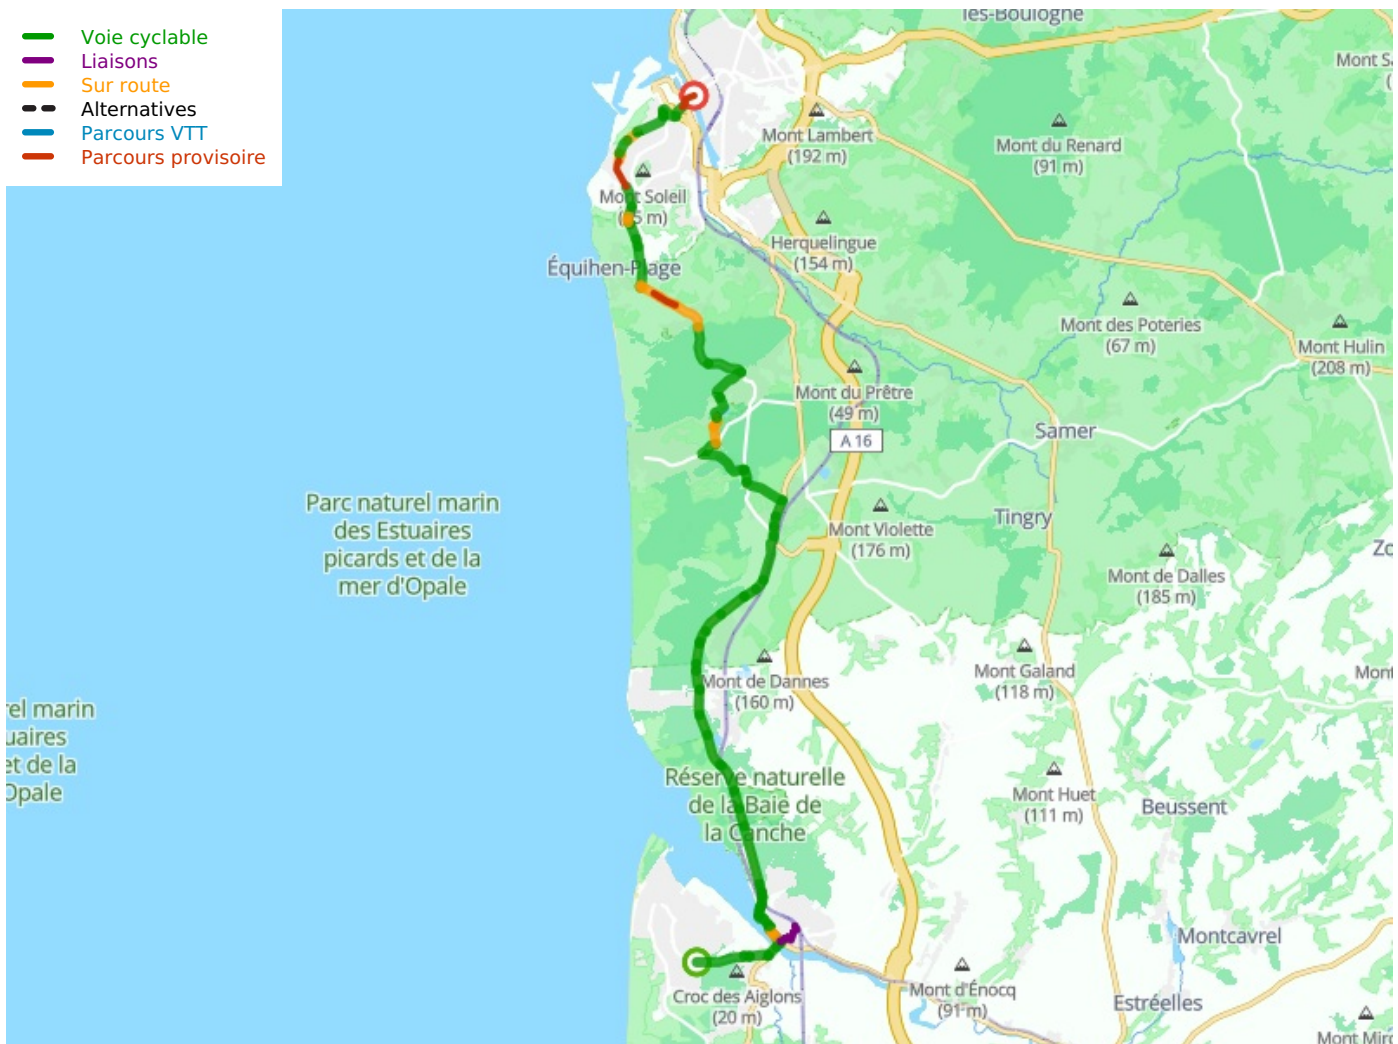 Voie cyclable
Liaisons
Sur route
Alternatives
Parcours VTT
Parcours provisoire
les-Boulogne
Mont Lambert
(192 m)
Mont du Renard
(91 m)
Mont Soleil
Herquelingue
(154 m)
Équihen-Plage
Mont des Poteries
(67 m)
Mont Hulin
(208 m)
Mont du Prêtre
(49 m)
A 16
Samer
Parc naturel marin
des Estuaires
picards et de la
mer d'Opale
Mont Violette
(176 m)
Tingry
Mont de Dalles
(185 m)
Mont Galand
(118 m)
Mont
Mont de Dannes
(160 m)
rel marin
uaires
et de la
Opale
Réserve naturelle
de la Baie de
la Canche
Mont Huet
(111 m)
Beussent
Montcavrel
Croc des Aiglons
(20 m)
Mont d'Énocq
(91 m)
Estréelles